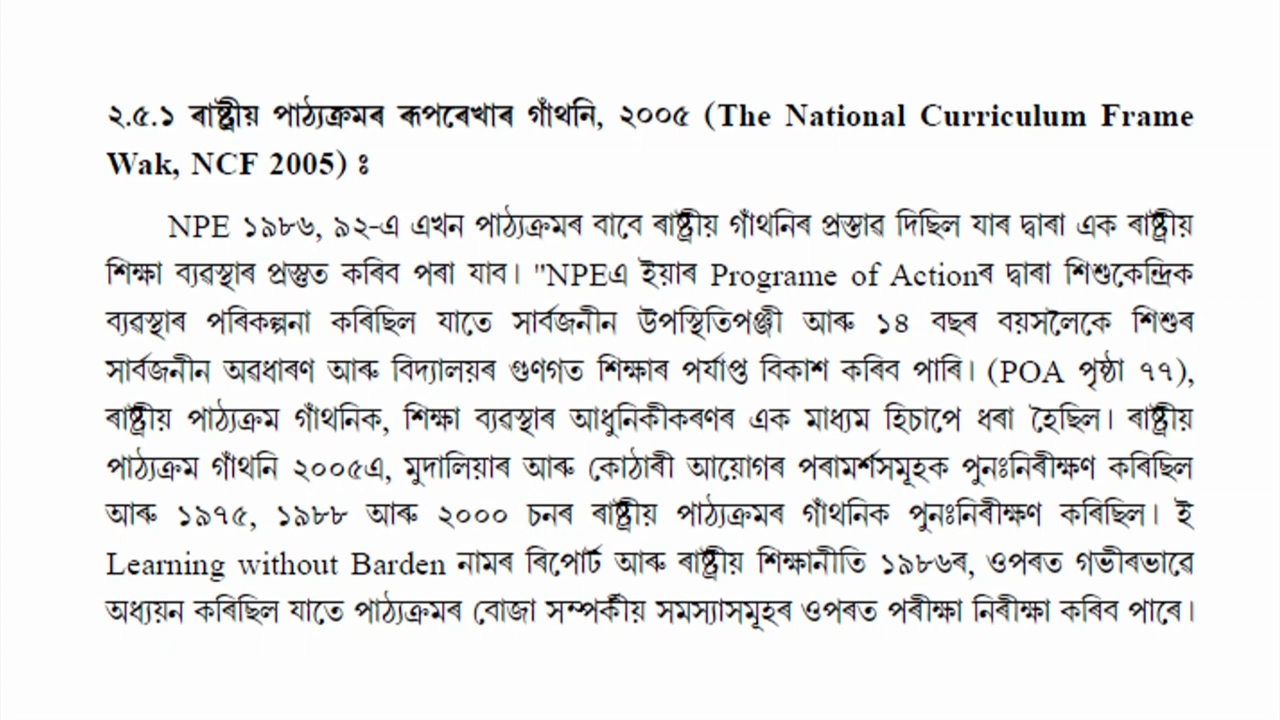 ২.৫.১ ৰাষ্ট্ৰীয় পাঠ্যক্ৰমৰ ৰূপৰেখাৰ গাঁথনি, ২০০৫ (The National Curriculum Frame
Wak, NCF 2005) ঃ
NPE ১৯৮৬, ৯২-এ এখন পাঠ্যক্ৰমৰ বাবে ৰাষ্ট্ৰীয় গাঁথনিৰ প্ৰস্তাৱ দিছিল যাৰ দ্বাৰা এক ৰাষ্ট্ৰীয়
শিক্ষা ব্যৱস্থাৰ প্ৰস্তুত কৰিব পৰা যাব। "NPEএ ইয়াৰ Programe of Actionৰ দ্বাৰা শিশুকেন্দ্ৰিক
ব্যৱস্থাৰ পৰিকল্পনা কৰিছিল যাতে সাৰ্বজনীন উপস্থিতিপঞ্জী আৰু ১৪ বছৰ বয়সলৈকে শিশুৰ
সাৰ্বজনীন অৱধাৰণ আৰু বিদ্যালয়ৰ গুণগত শিক্ষাৰ পৰ্যাপ্ত বিকাশ কৰিব পাৰি। (POA পৃষ্ঠা ৭৭),
ৰাষ্ট্ৰীয় পাঠ্যক্ৰম গাঁথনিক, শিক্ষা ব্যৱস্থাৰ আধুনিকীকৰণৰ এক মাধ্যম হিচাপে ধৰা হৈছিল। ৰাষ্ট্ৰীয়
পাঠ্যক্ৰম গাঁথনি ২০০৫এ, মুদালিয়াৰ আৰু কোঠাৰী আয়োগৰ পৰামৰ্শসমূহক পুনঃনিৰীক্ষণ কৰিছিল
আৰু ১৯৭৫, ১৯৮৮ আৰু ২০০০ চনৰ ৰাষ্ট্ৰীয় পাঠ্যক্ৰমৰ গাঁথনিক পুনঃনিৰীক্ষণ কৰিছিল। ই
Learning without Barden নামৰ ৰিপোৰ্ট আৰু ৰাষ্ট্ৰীয় শিক্ষানীতি ১৯৮৬ৰ, ওপৰত গভীৰভাৱে
অধ্যয়ন কৰিছিল যাতে পাঠ্যক্ৰমৰ বোজা সম্পৰ্কীয় সমস্যাসমূহৰ ওপৰত পৰীক্ষা নিৰীক্ষা কৰিব পাৰে।